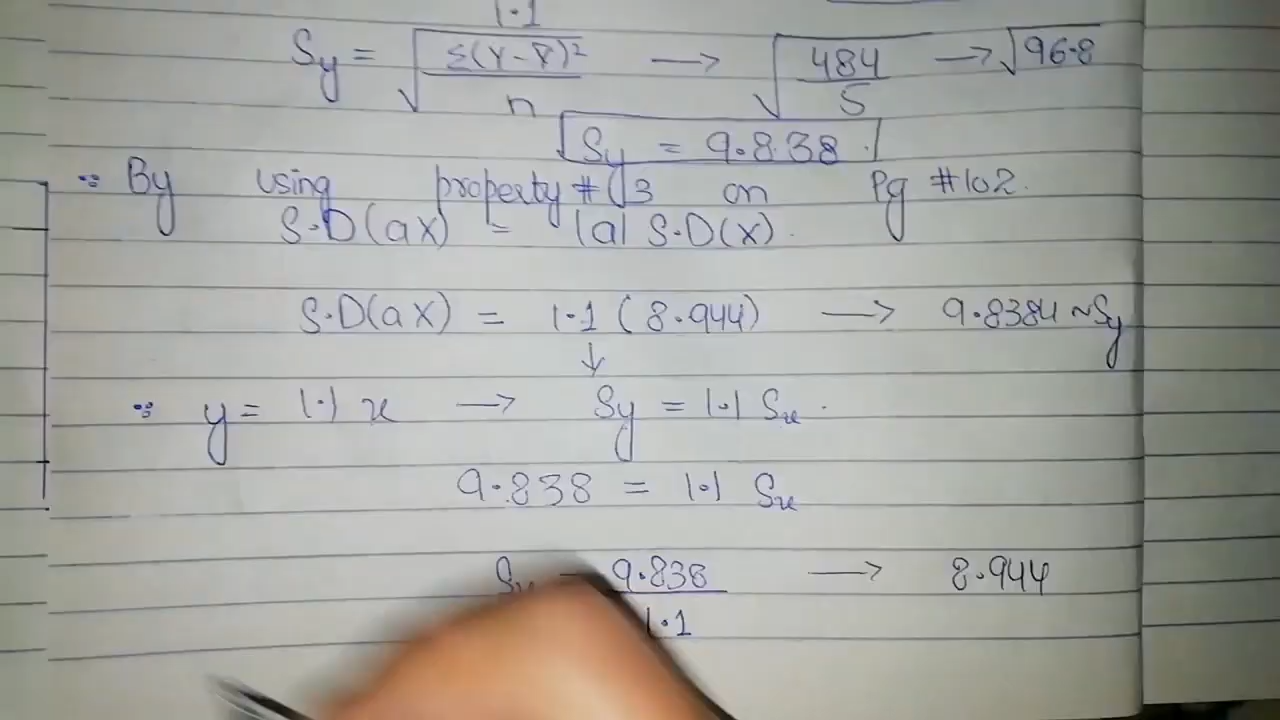 1.1
Sy = √Σ(Y-Ȳ)²/n → √484/5 → √96.8
Sy = 9.838.
∵ By using property # 03 on Pg #102.
S.D(ax) = |a| S.D(x).
S.D(ax) = 1.1 (8.944) → 9.8384 ~ Sy
↓
∵ y = 1.1 x → Sy = 1.1 Sx.
9.838 = 1.1 Sx
Sx = 9.838/1.1 → 8.944